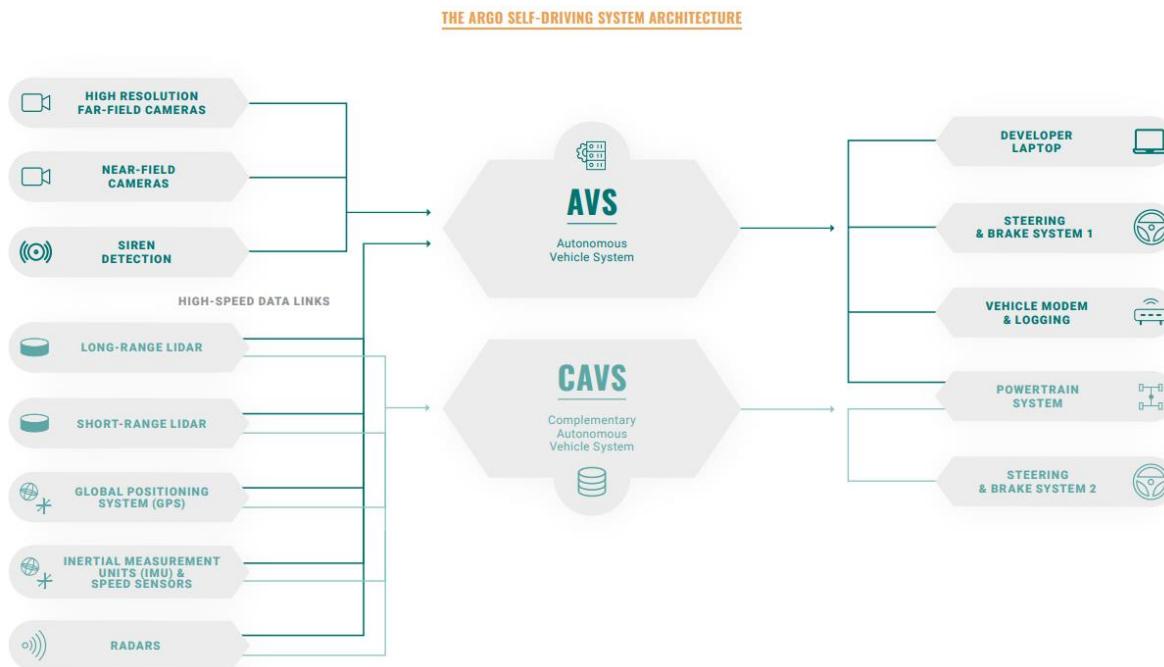 THE ARGO SELF-DRIVING SYSTEM ARCHITECTURE
HIGH RESOLUTION
FAR-FIELD CAMERAS
NEAR-FIELD
CAMERAS
SIREN
DETECTION
HIGH-SPEED DATA LINKS
LONG-RANGE LIDAR
SHORT-RANGE LIDAR
GLOBAL POSITIONING
SYSTEM (GPS)
INERTIAL MEASUREMENT
UNITS (IMU) &
SPEED SENSORS
RADARS
AVS
Autonomous
Vehicle System
CAVS
Complementary
Autonomous
Vehicle System
DEVELOPER
LAPTOP
STEERING
& BRAKE SYSTEM 1
VEHICLE MODEM
& LOGGING
POWERTRAIN
SYSTEM
STEERING
& BRAKE SYSTEM 2